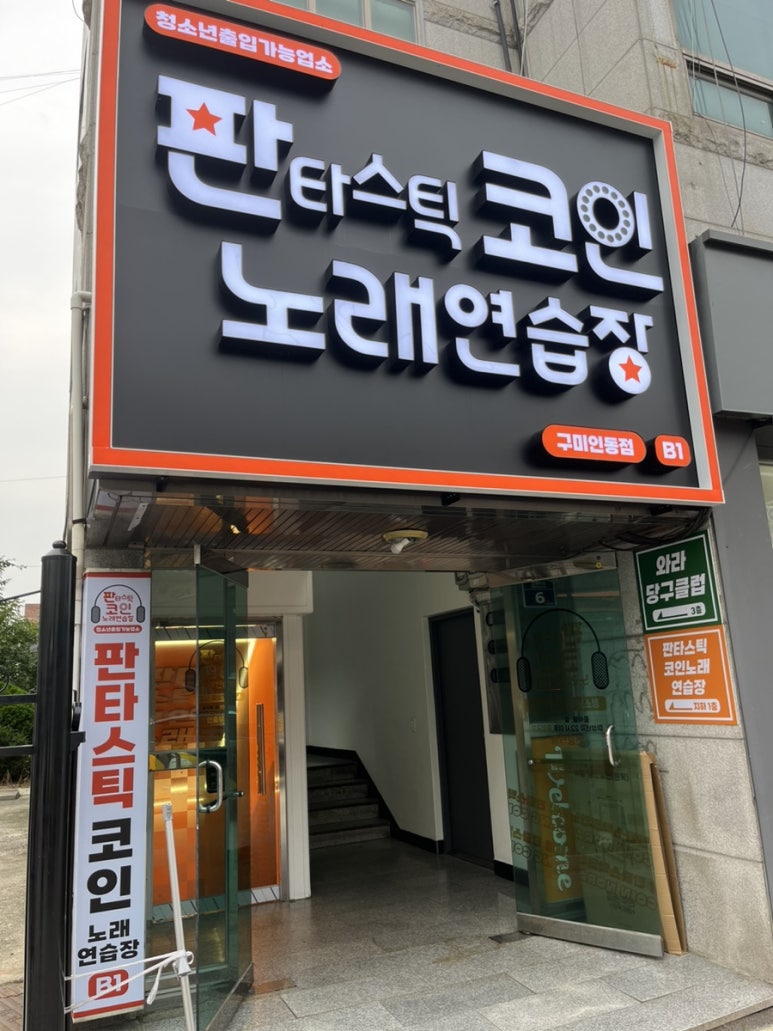 청소년출입가능업소
판타스틱 코인
노래연습장
구미인동점 B1
와라
당구클럽
3층
판타스틱
코인노래
연습장
지하 1층
6
판타스틱
코인
노래연습장
청소년출입가능업소
판타스틱 코인
노래
연습장
B1
welcome